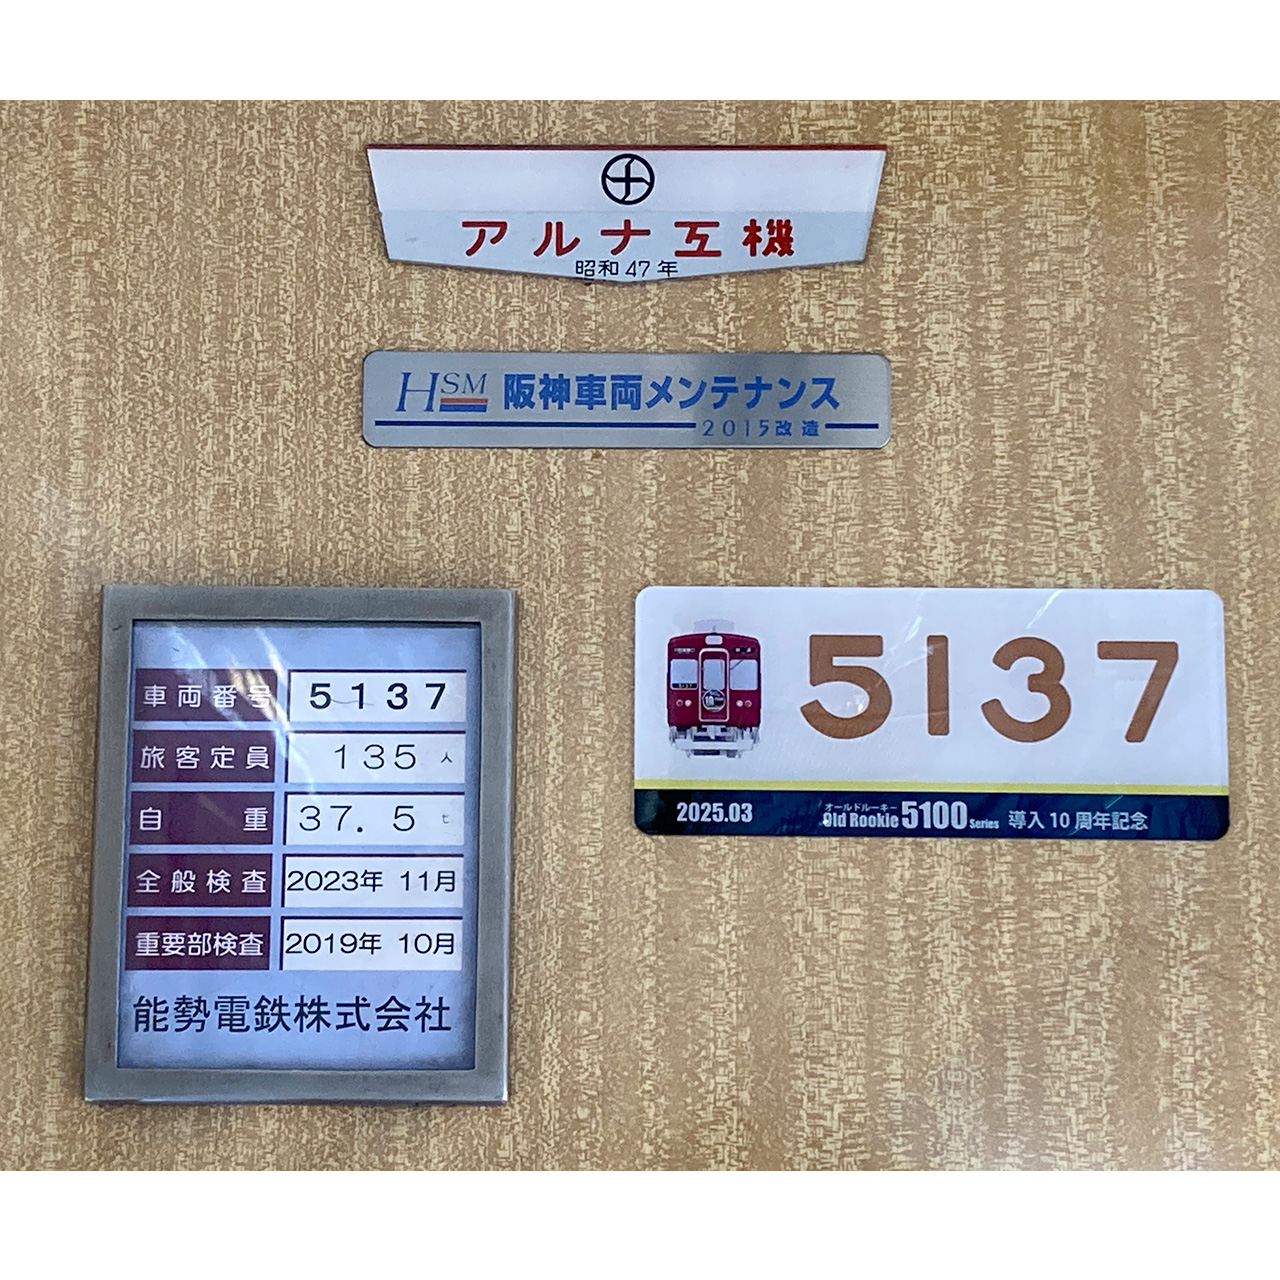 アルナ工機
昭和47年
HSM 阪神車両メンテナンス
2015改造
車両番号 5137
旅客定員 135人
自重 37.5 ㌧
全般検査 2023年 11月
重要部検査 2019年 10月
能勢電鉄株式会社
5137
2025.03 オールドルーキー Old Rookie 5100 Series 導入10周年記念